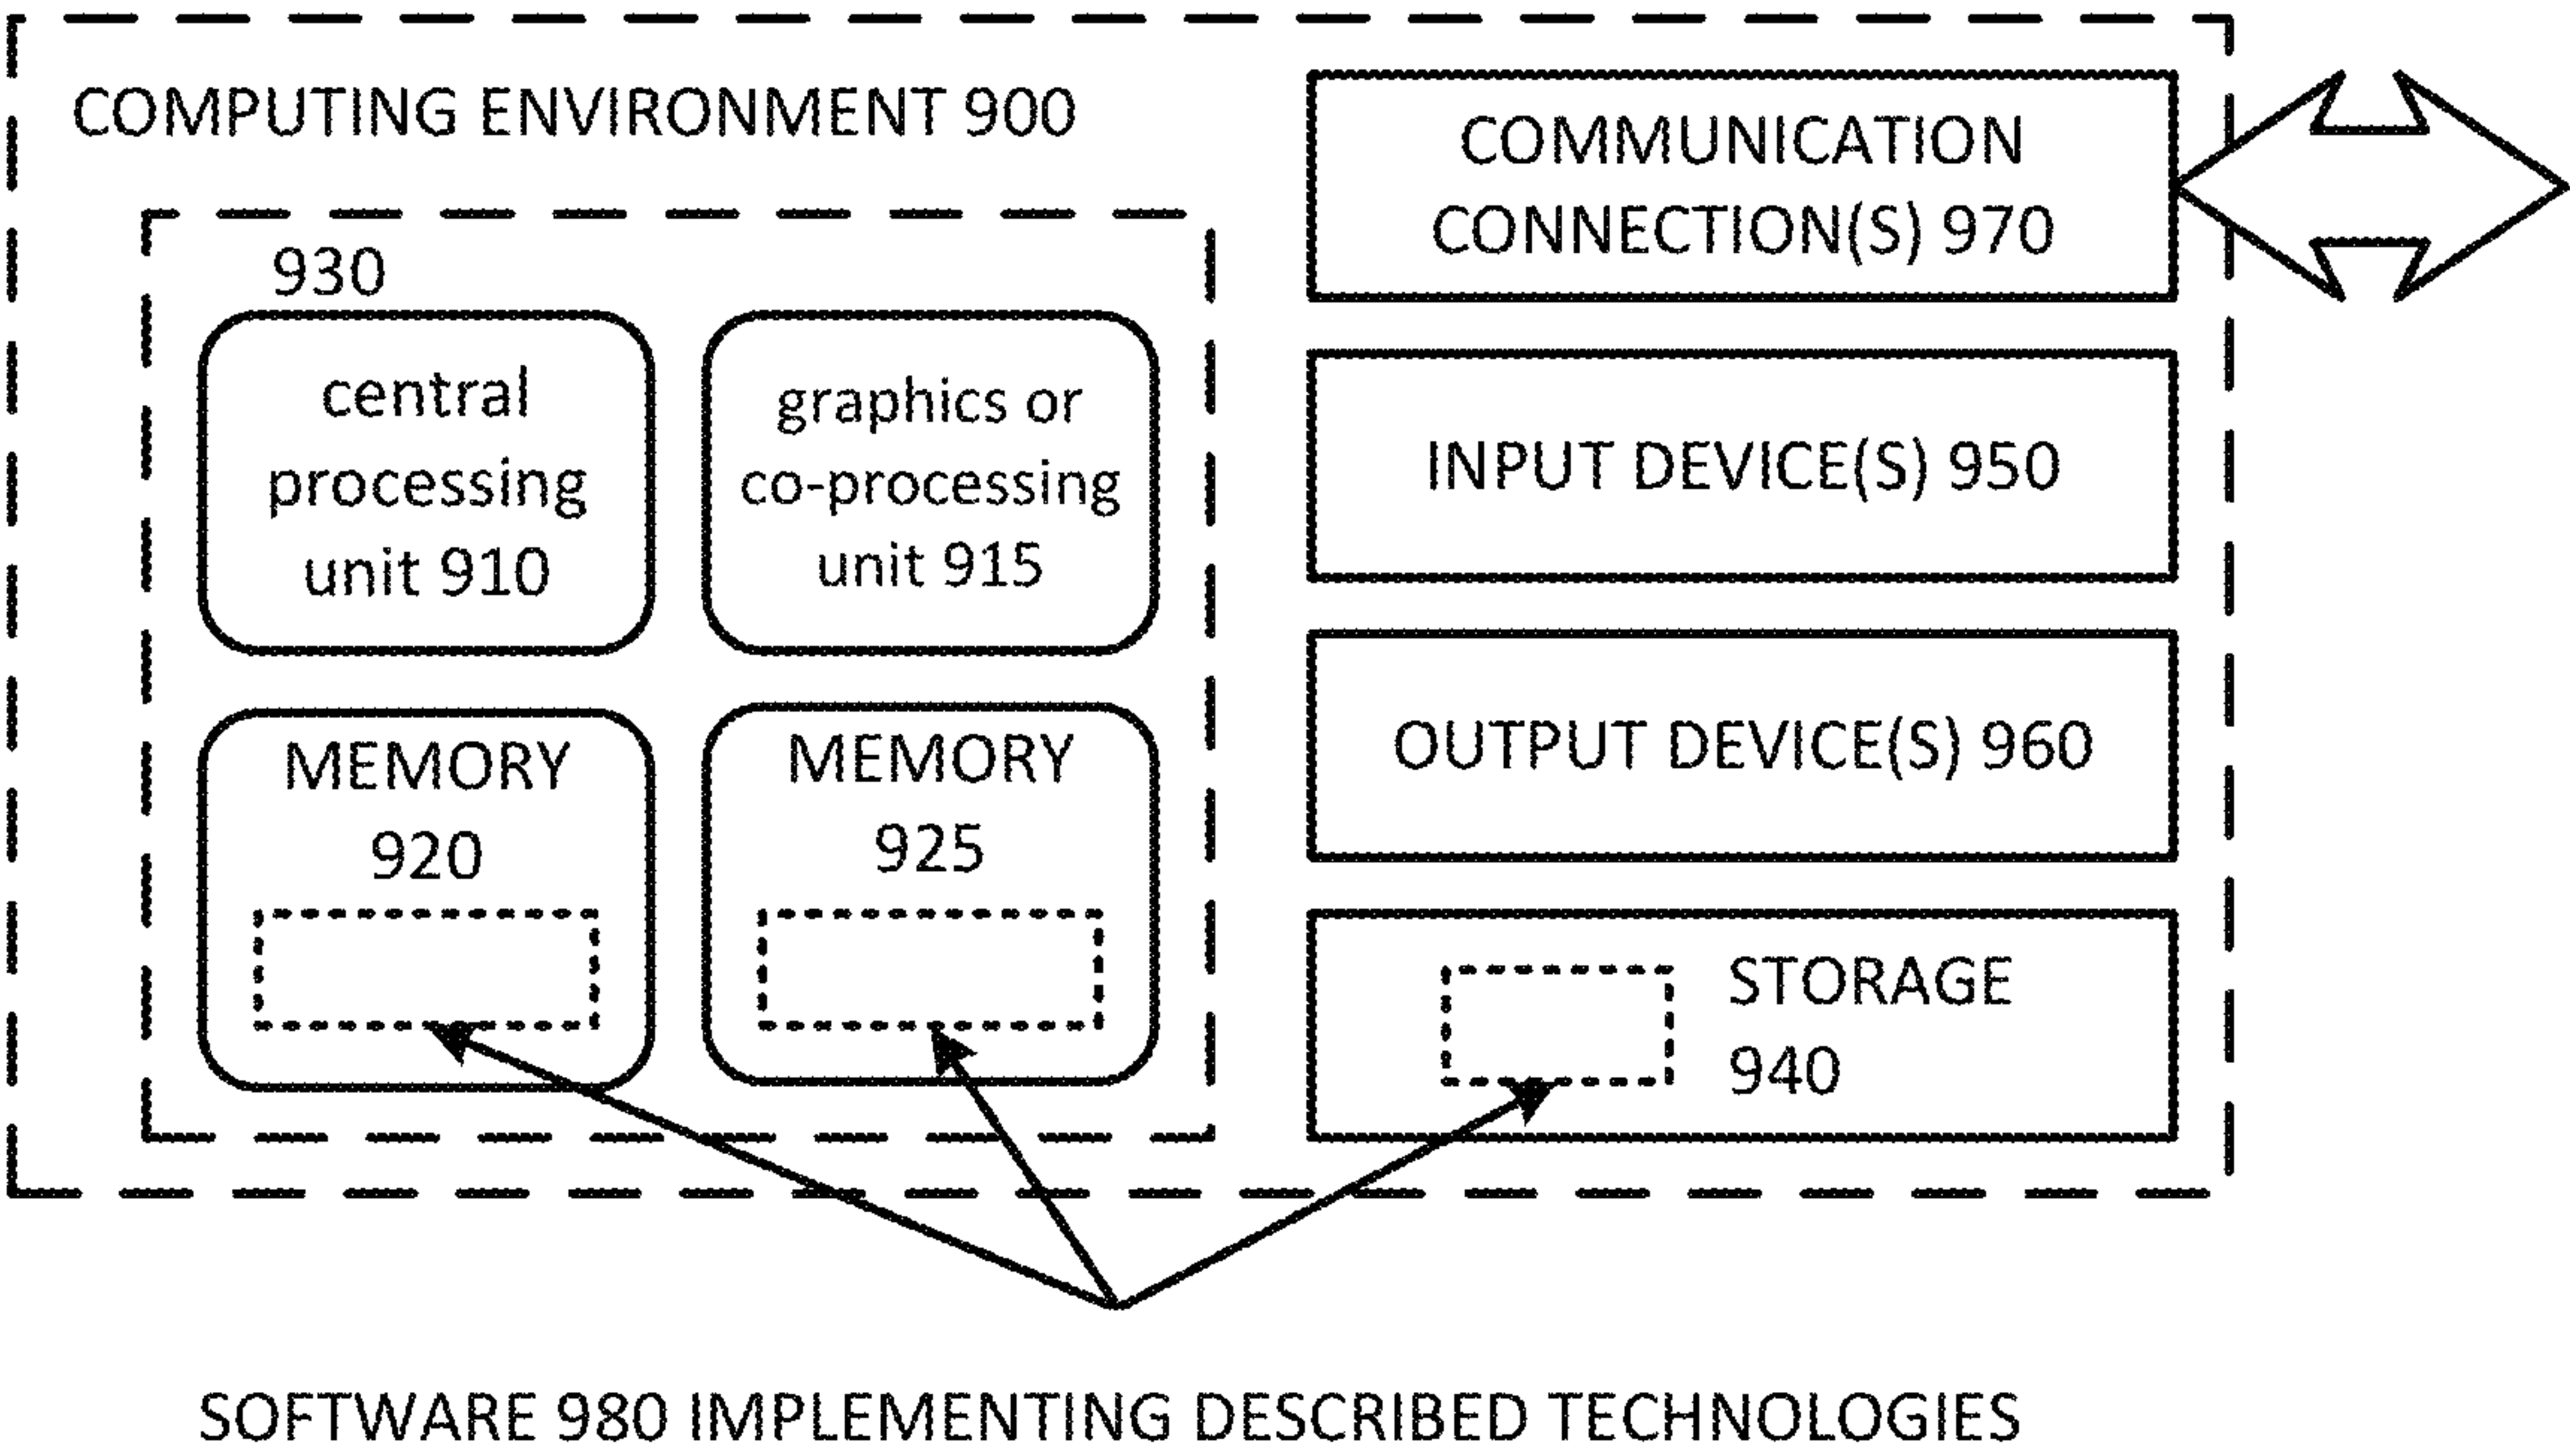 COMPUTING ENVIRONMENT 900
930
central
processing
unit 910
graphics or
co-processing
unit 915
MEMORY
920
MEMORY
925
COMMUNICATION
CONNECTION(S) 970
INPUT DEVICE(S) 950
OUTPUT DEVICE(S) 960
STORAGE
940
SOFTWARE 980 IMPLEMENTING DESCRIBED TECHNOLOGIES